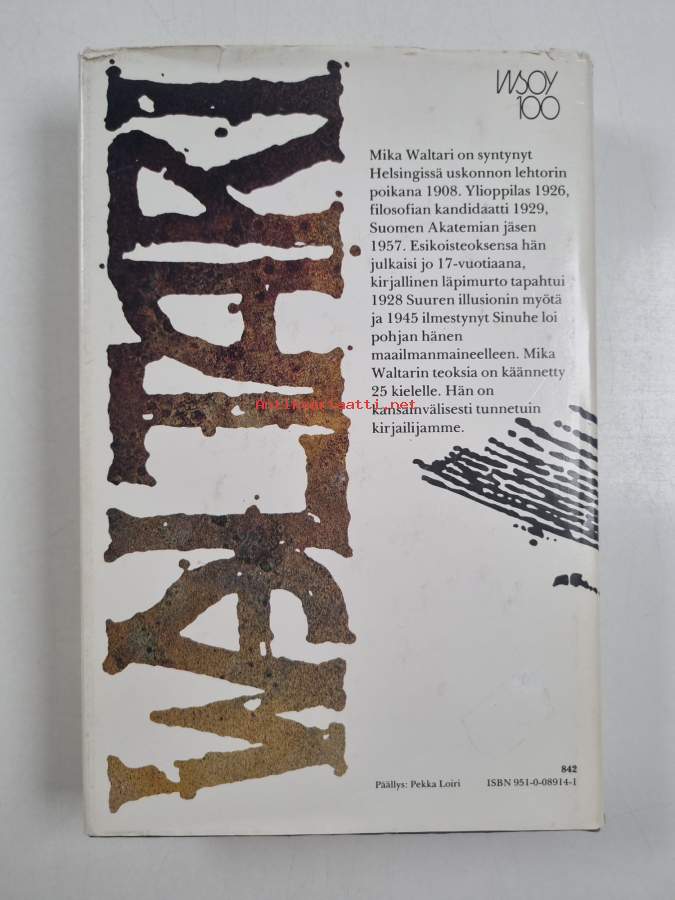 WALTARI
WSOY
100
Mika Waltari on syntynyt
Helsingissä uskonnon lehtorin
poikana 1908. Ylioppilas 1926,
filosofian kandidaatti 1929,
Suomen Akatemian jäsen
1957. Esikoisteoksensa hän
julkaisi jo 17-vuotiaana,
kirjallinen läpimurto tapahtui
1928 Suuren illusionin myötä
ja 1945 ilmestynyt Sinuhe loi
pohjan hänen
maailmanmaineelleen. Mika
Waltarin teoksia on käännetty
25 kielelle. Hän on
Antikvariaatti.net
kansainvälisesti tunnetuin
kirjailijamme.
842
Päällys: Pekka Loiri ISBN 951-0-08914-1